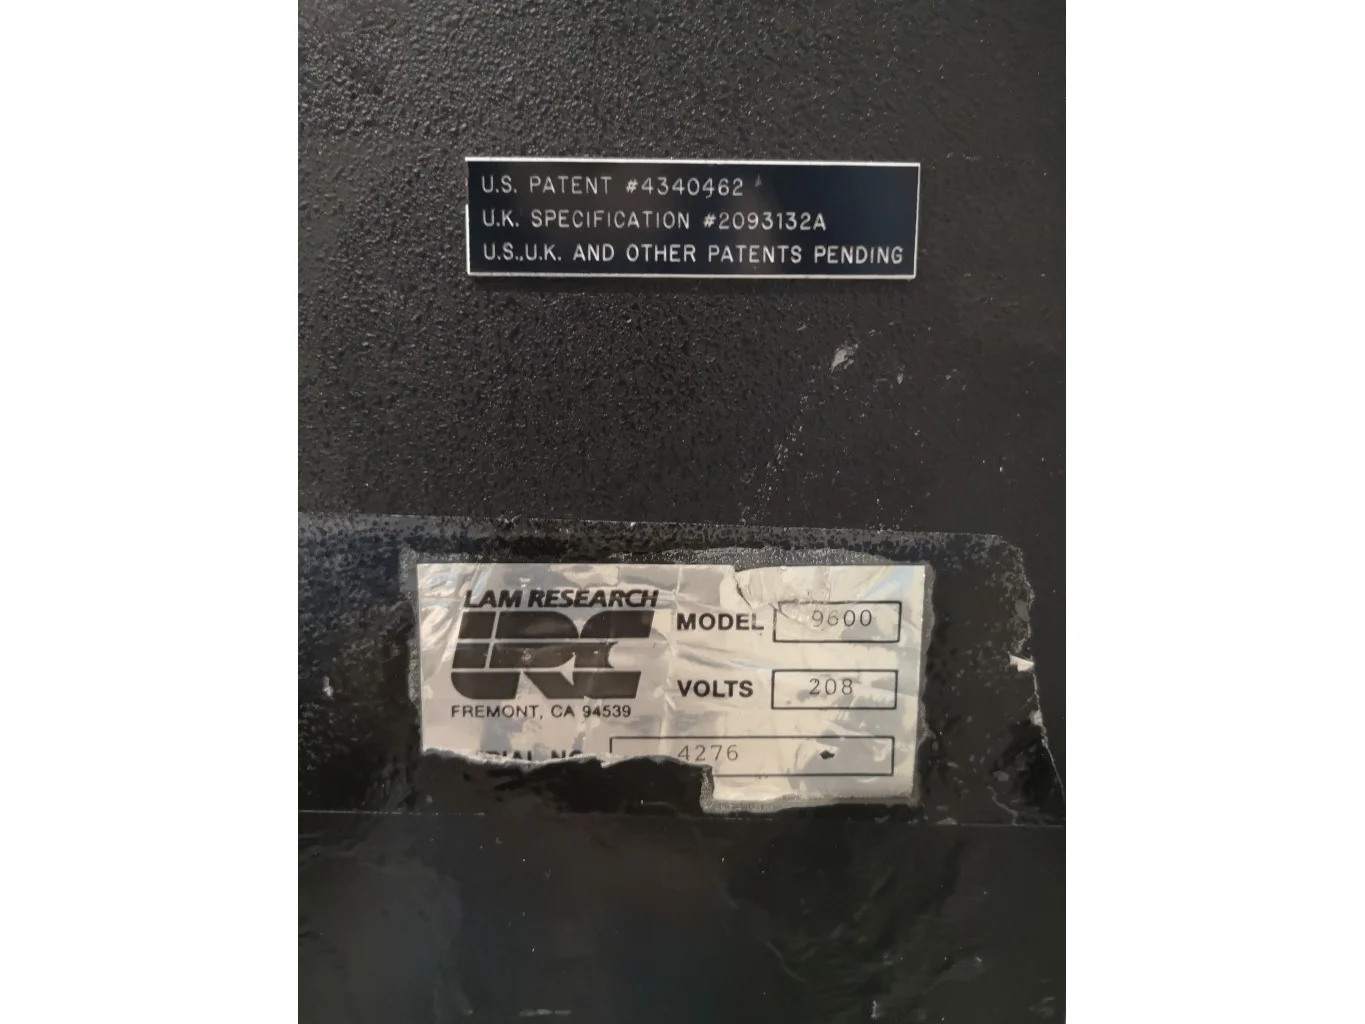 U.S. PATENT #4340462
U.K. SPECIFICATION #2093132A
U.S.,U.K. AND OTHER PATENTS PENDING
LAM RESEARCH
MODEL 9600
VOLTS 208
FREMONT, CA 94539
4276